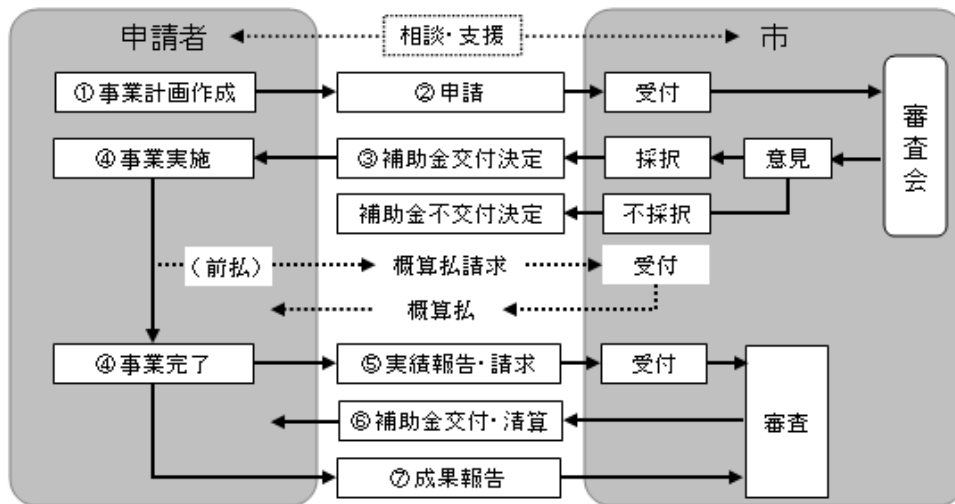 申請者
相談・支援
市
①事業計画作成
②申請
受付
審査会
④事業実施
③補助金交付決定
採択
意見
補助金不交付決定
不採択
（前払）
概算払請求
受付
概算払
④事業完了
⑤実績報告・請求
受付
審査
⑥補助金交付・清算
⑦成果報告